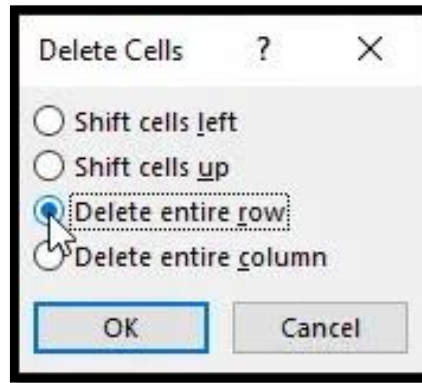 Delete Cells ?
Shift cells left
Shift cells up
Delete entire row
Delete entire column
OK Cancel